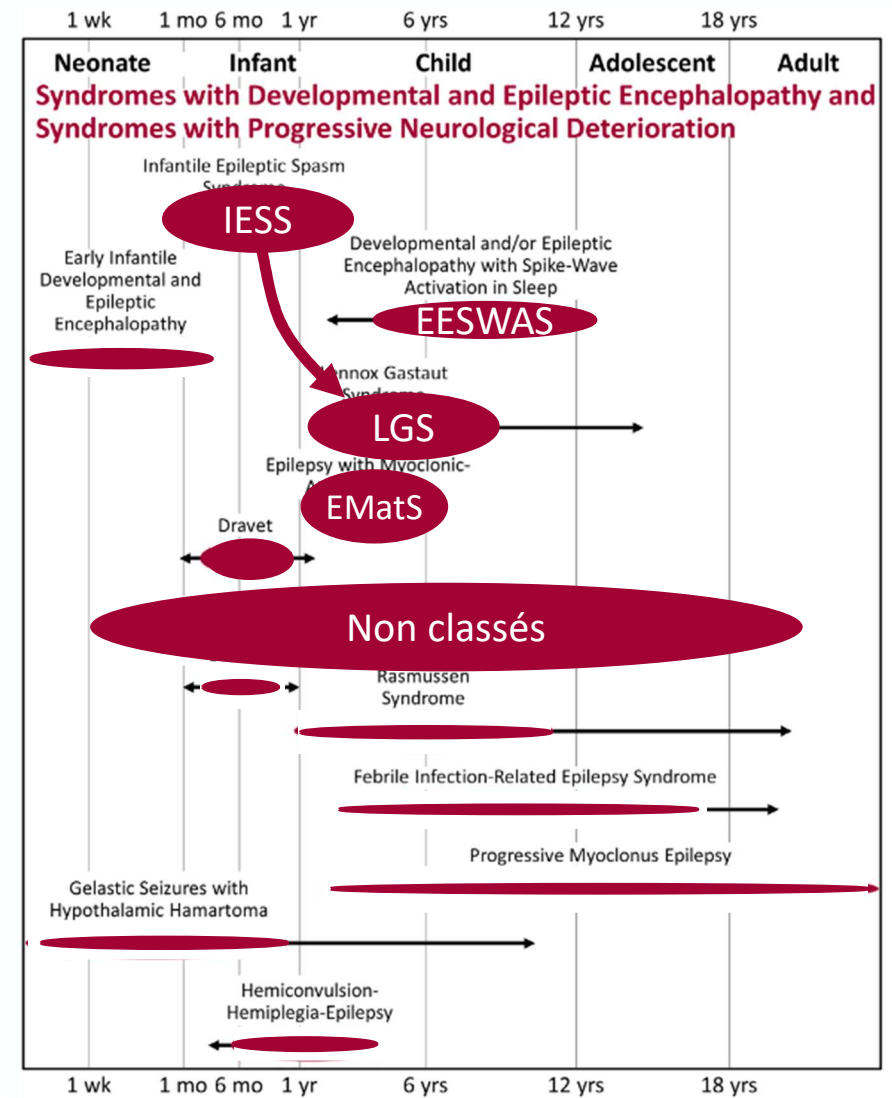 1 wk 1 mo 6 mo 1 yr 6 yrs 12 yrs 18 yrs
Neonate Infant Child Adolescent Adult
Syndromes with Developmental and Epileptic Encephalopathy and
Syndromes with Progressive Neurological Deterioration
Infantile Epileptic Spasm
IESS
Developmental and/or Epileptic
Encephalopathy with Spike-Wave
Activation in Sleep
EESWAS
Early Infantile
Developmental and
Epileptic
Encephalopathy
Gastaut
LGS
Epilepsy with Myoclonic-
EMatS
Dravet
Non classés
Rasmussen
Syndrome
Febrile Infection-Related Epilepsy Syndrome
Progressive Myoclonus Epilepsy
Gelastic Seizures with
Hypothalamic Hamartoma
Hemiconvulsion-
Hemiplegia-Epilepsy
1 wk 1 mo 6 mo 1 yr 6 yrs 12 yrs 18 yrs